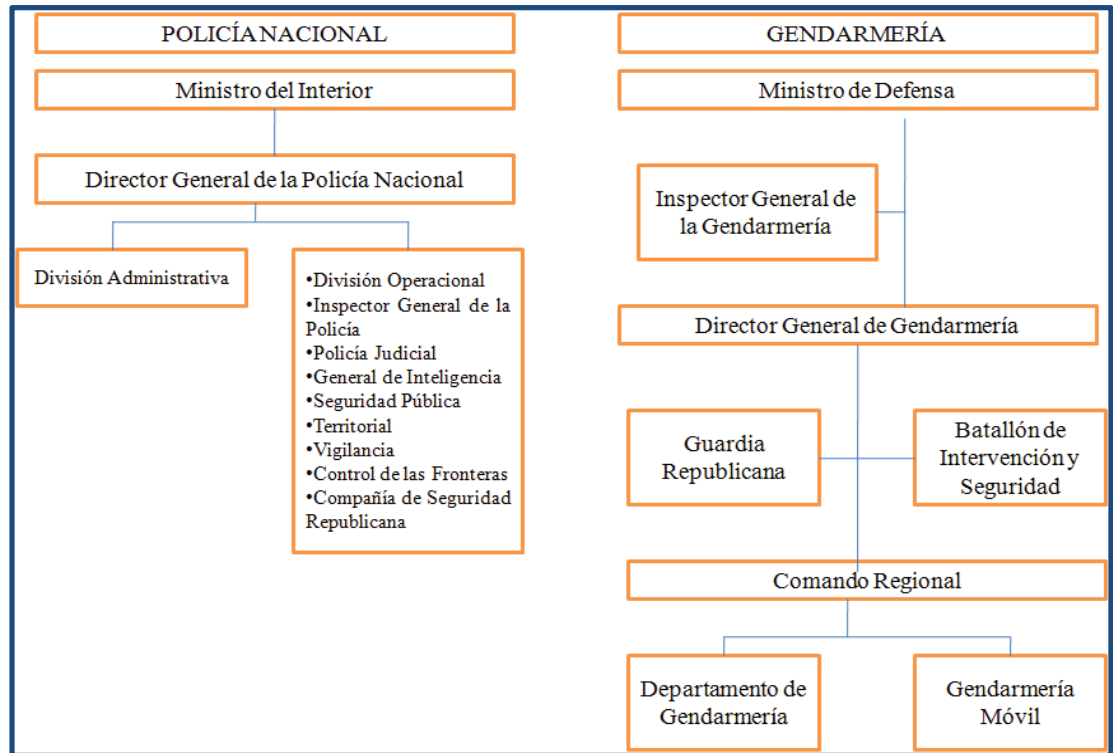 POLICÍA NACIONAL
Ministro del Interior
Director General de la Policía Nacional
División Administrativa
•División Operacional
•Inspector General de la
Policía
•Policía Judicial
•General de Inteligencia
•Seguridad Pública
•Territorial
•Vigilancia
•Control de las Fronteras
•Compañía de Seguridad
Republicana
GENDARMERÍA
Ministro de Defensa
Inspector General de
la Gendarmería
Director General de Gendarmería
Guardia
Republicana
Batallón de
Intervención y
Seguridad
Comando Regional
Departamento de
Gendarmería
Gendarmería
Móvil